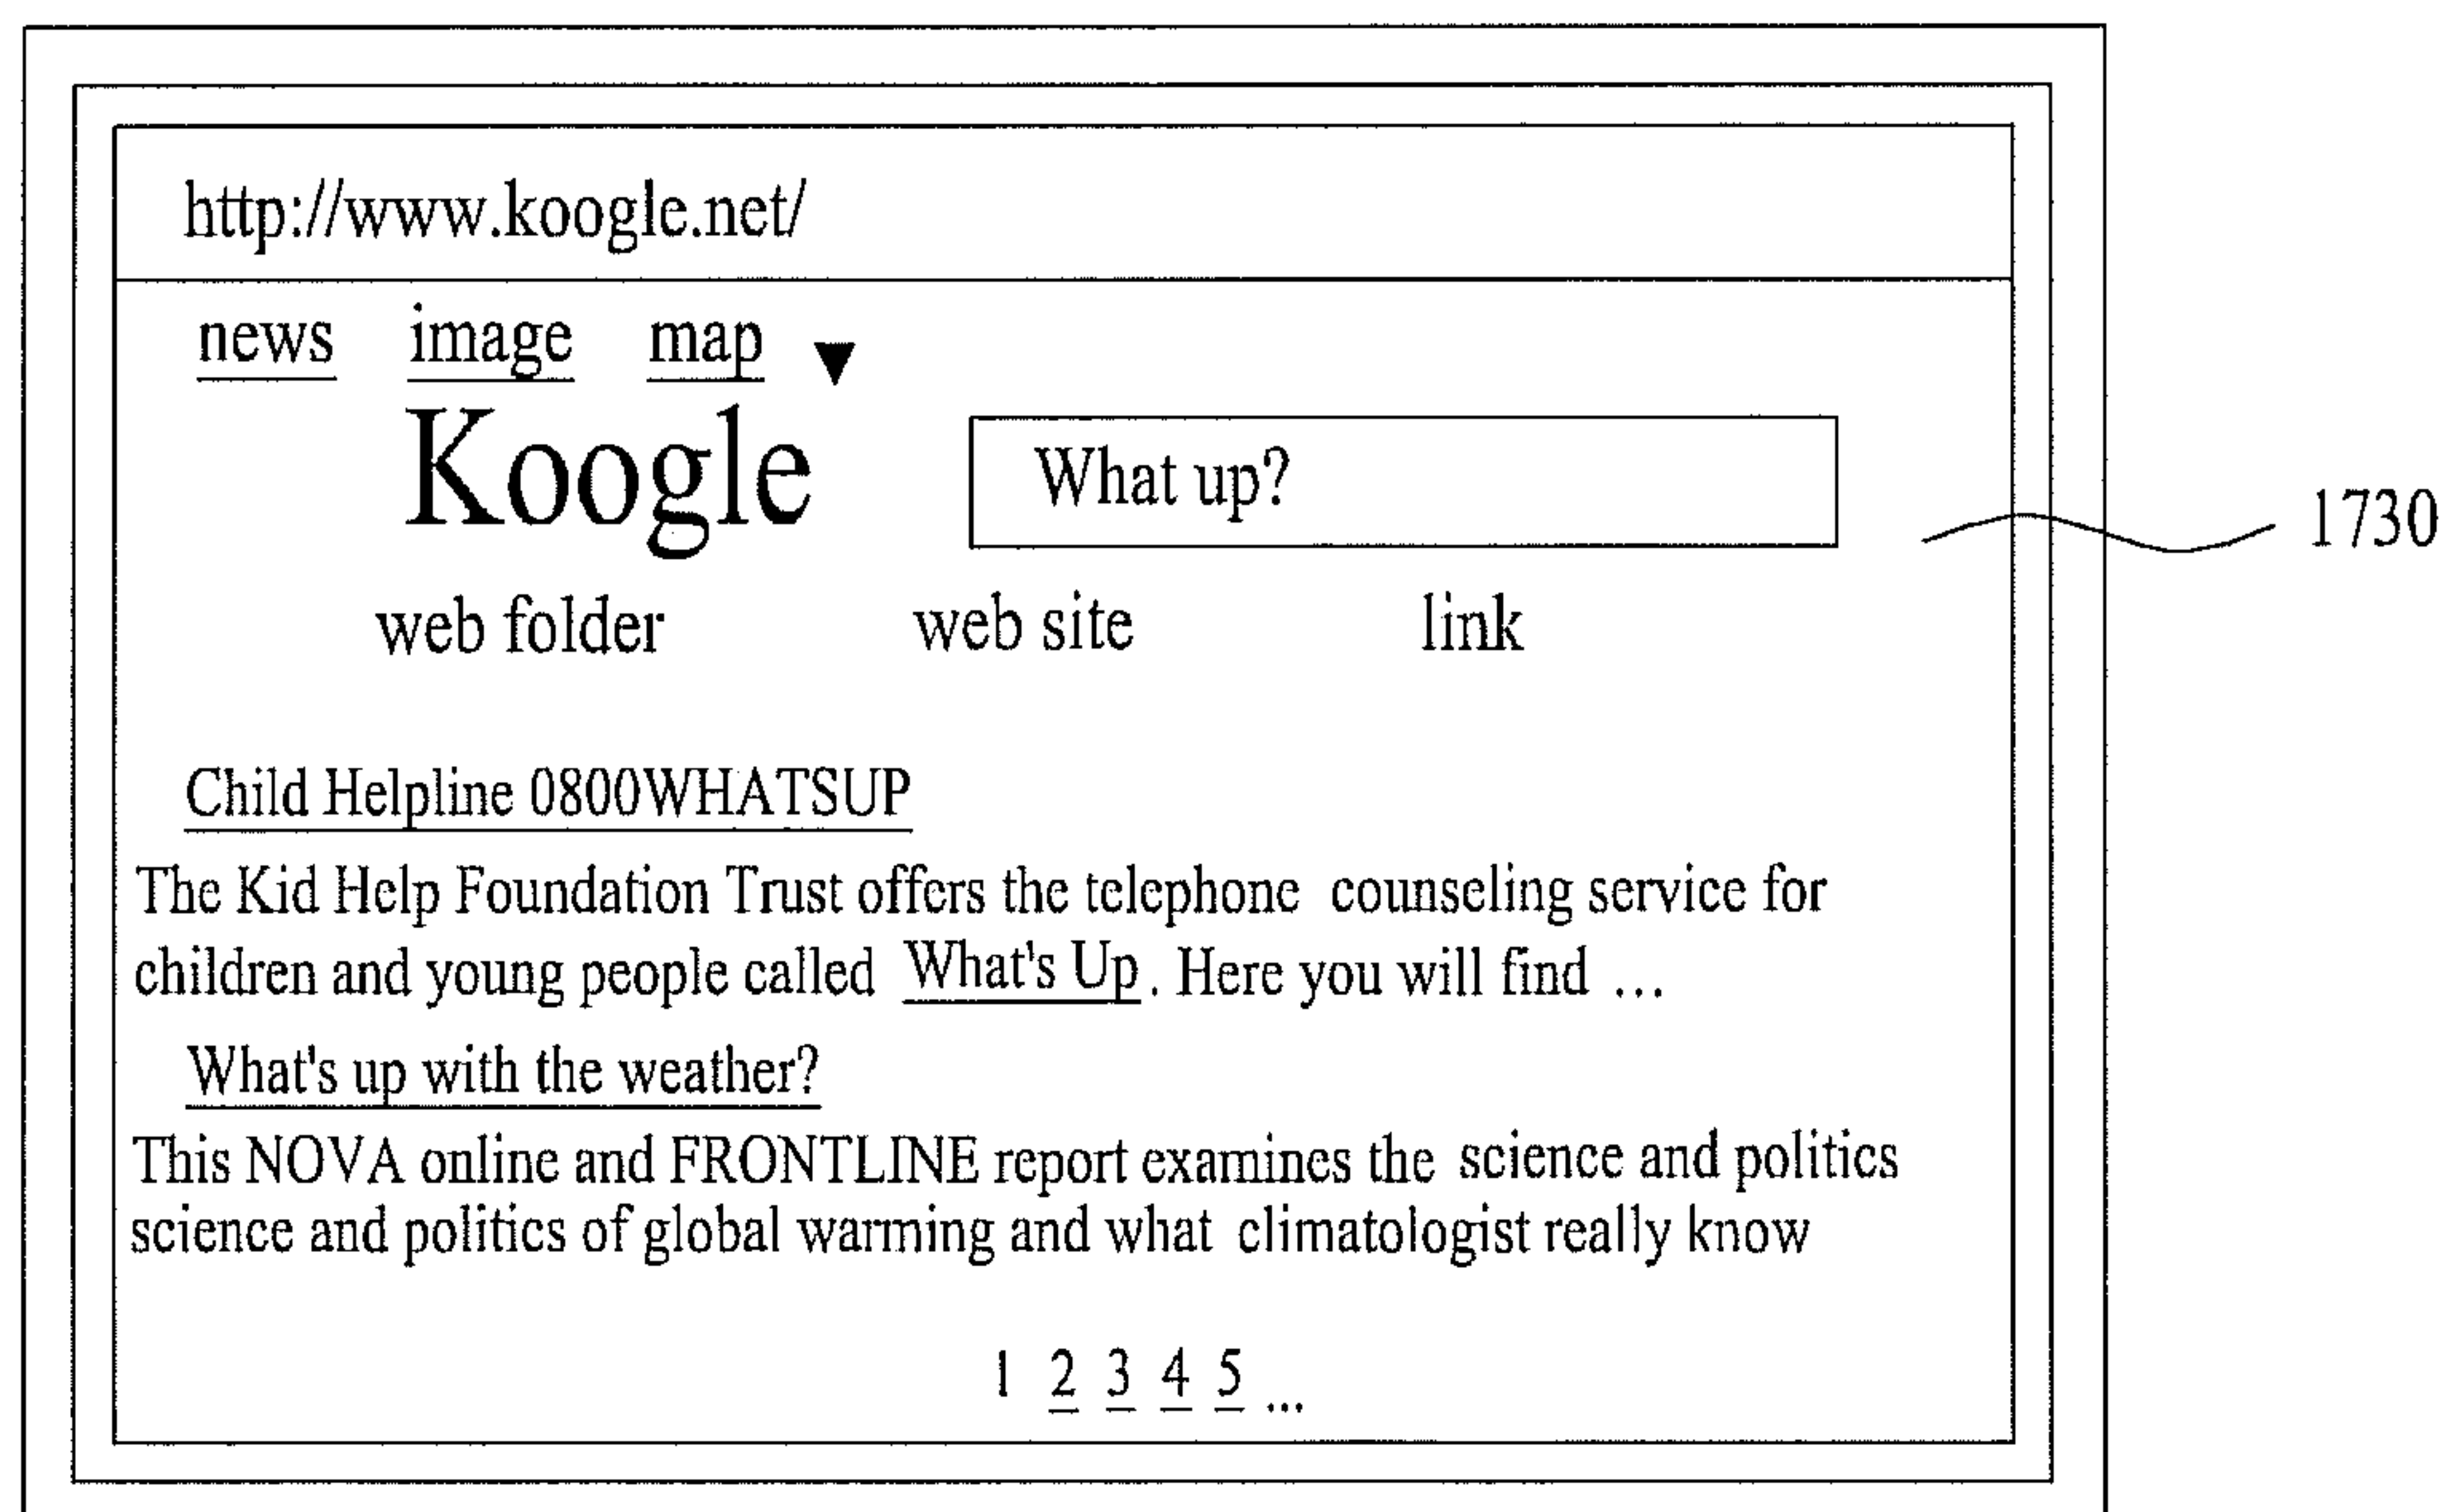 http://www.koogle.net/
news image map ▼
Koogle What up?
1730
web folder web site link
Child Helpline 0800WHATSUP
The Kid Help Foundation Trust offers the telephone counseling service for
children and young people called What's Up. Here you will find ...
What's up with the weather?
This NOVA online and FRONTLINE report examines the science and politics
science and politics of global warming and what climatologist really know
1 2 3 4 5 ...